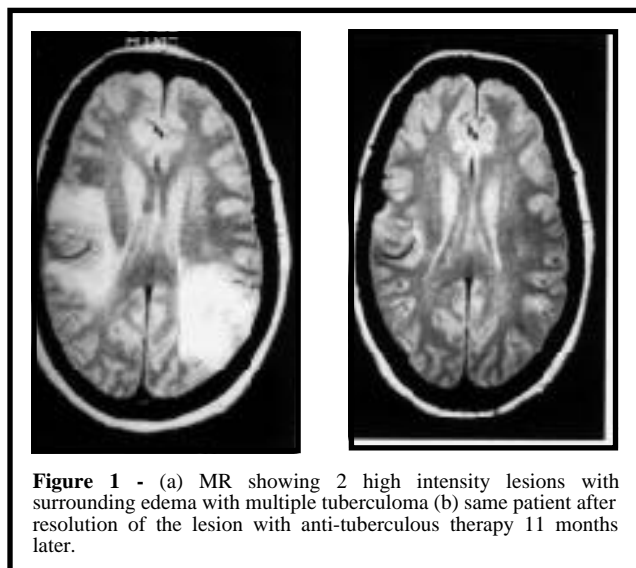 Figure 1 - (a) MR showing 2 high intensity lesions with
surrounding edema with multiple tuberculoma (b) same patient after
resolution of the lesion with anti-tuberculous therapy 11 months
later.